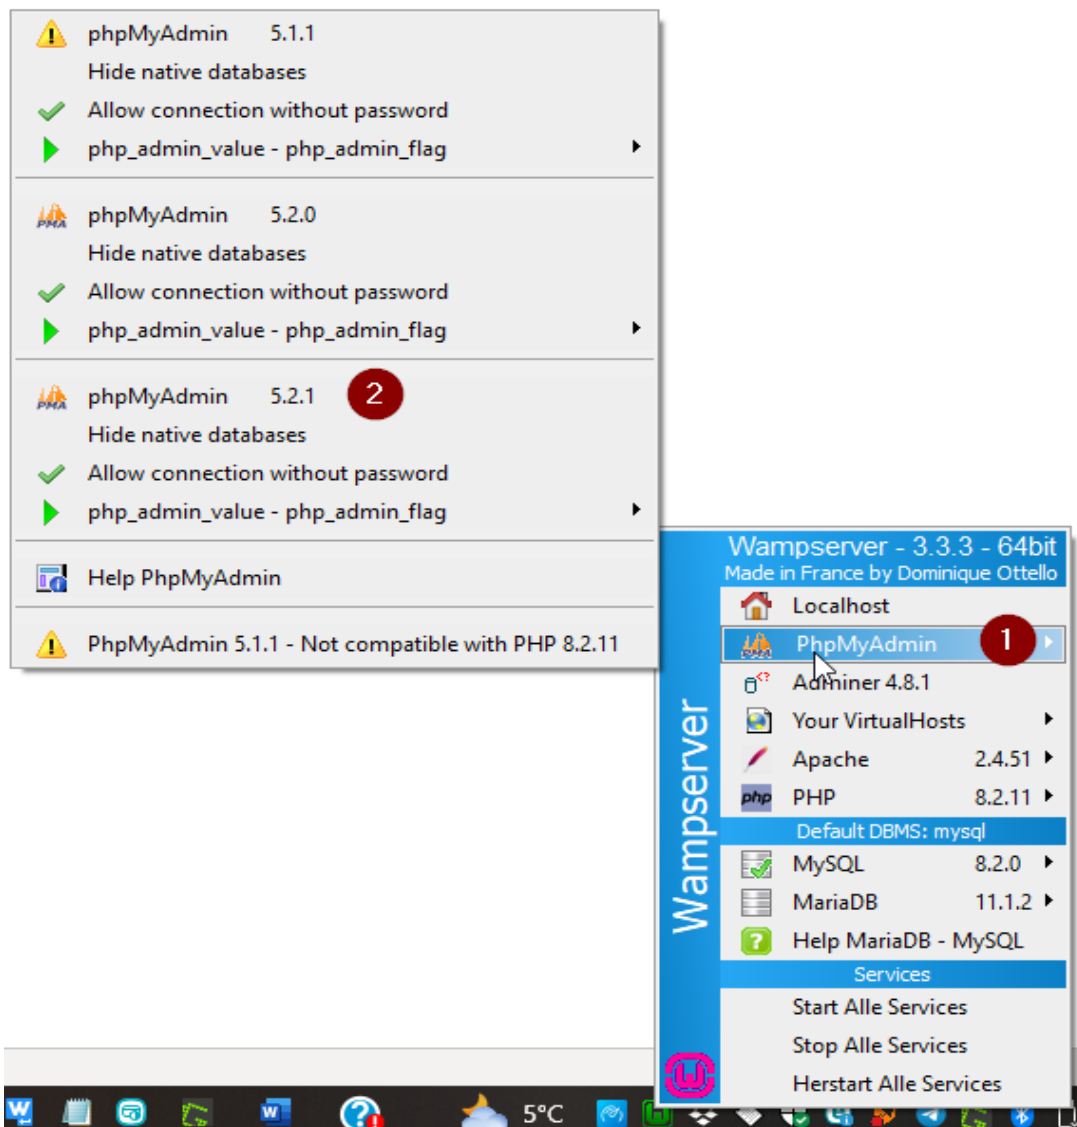 phpMyAdmin 5.1.1
Hide native databases
Allow connection without password
php_admin_value - php_admin_flag
PMA phpMyAdmin 5.2.0
Hide native databases
Allow connection without password
php_admin_value - php_admin_flag
PMA phpMyAdmin 5.2.1 2
Hide native databases
Allow connection without password
php_admin_value - php_admin_flag
Help PhpMyAdmin
PhpMyAdmin 5.1.1 - Not compatible with PHP 8.2.11
Wampserver
Wampserver - 3.3.3 - 64bit
Made in France by Dominique Ottello
Localhost
PMA PhpMyAdmin 1
Adminer 4.8.1
Your VirtualHosts
Apache 2.4.51
php PHP 8.2.11
Default DBMS: mysql
MySQL 8.2.0
MariaDB 11.1.2
? Help MariaDB - MySQL
Services
Start Alle Services
Stop Alle Services
Herstart Alle Services
W W ? 5°C